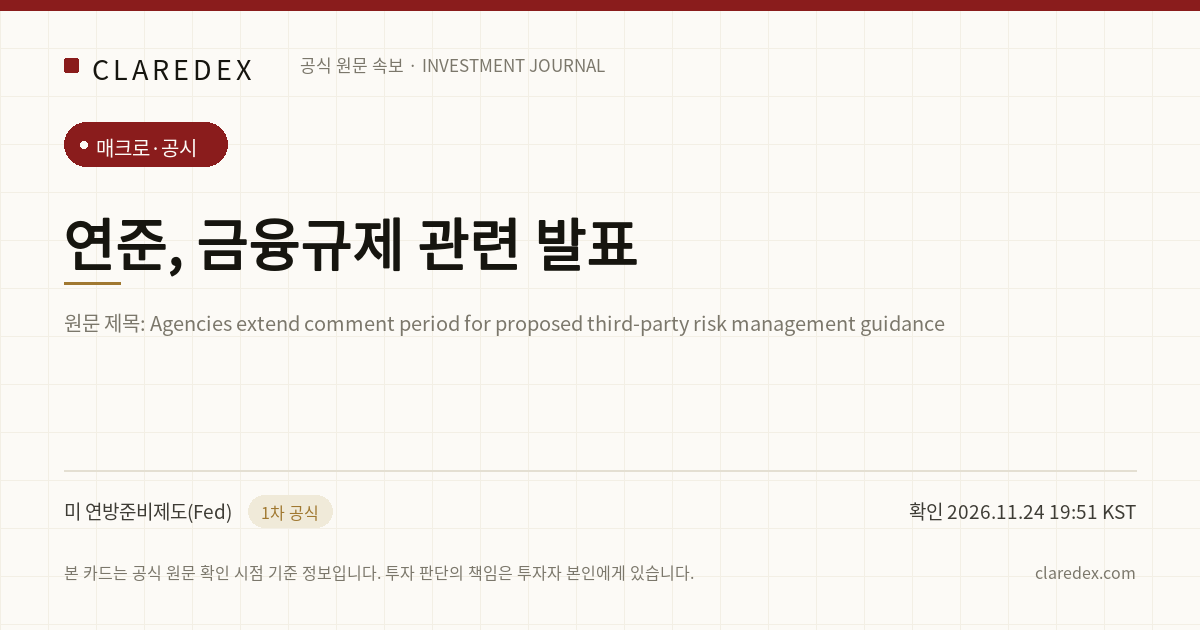 CLAREDEX
공식 원문 속보 · INVESTMENT JOURNAL
매크로·공시
연준, 금융규제 관련 발표
원문 제목: Agencies extend comment period for proposed third-party risk management guidance
미 연방준비제도(Fed)
1차 공식
확인 2026.11.24 19:51 KST
본 카드는 공식 원문 확인 시점 기준 정보입니다. 투자 판단의 책임은 투자자 본인에게 있습니다.
claredex.com